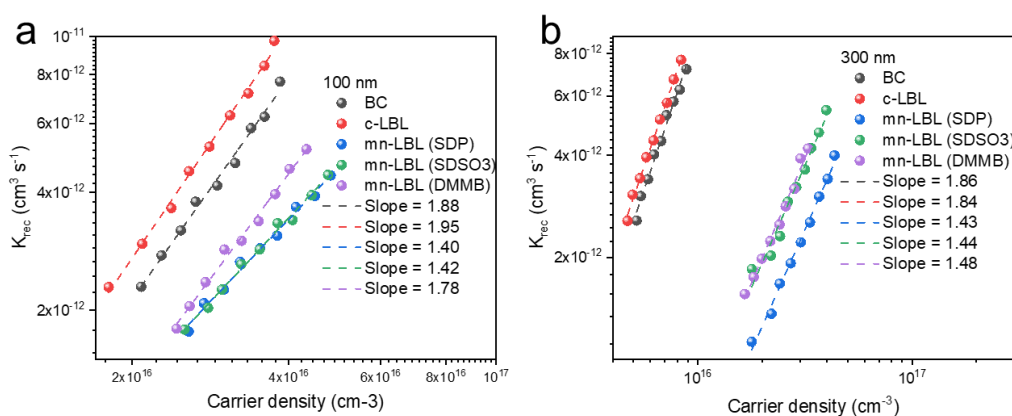 a
10⁻¹¹
8x10⁻¹²
6x10⁻¹²
4x10⁻¹²
2x10⁻¹²
K_rec (cm³ s⁻¹)
100 nm
BC
c-LBL
mn-LBL (SDP)
mn-LBL (SDSO3)
mn-LBL (DMMB)
Slope = 1.88
Slope = 1.95
Slope = 1.40
Slope = 1.42
Slope = 1.78
2x10¹⁶ 4x10¹⁶ 6x10¹⁶ 8x10¹⁶ 10¹⁷
Carrier density (cm-3)
b
8x10⁻¹²
6x10⁻¹²
4x10⁻¹²
2x10⁻¹²
K_rec (cm³ s⁻¹)
300 nm
BC
c-LBL
mn-LBL (SDP)
mn-LBL (SDSO3)
mn-LBL (DMMB)
Slope = 1.86
Slope = 1.84
Slope = 1.43
Slope = 1.44
Slope = 1.48
10¹⁶ 10¹⁷
Carrier density (cm⁻³)